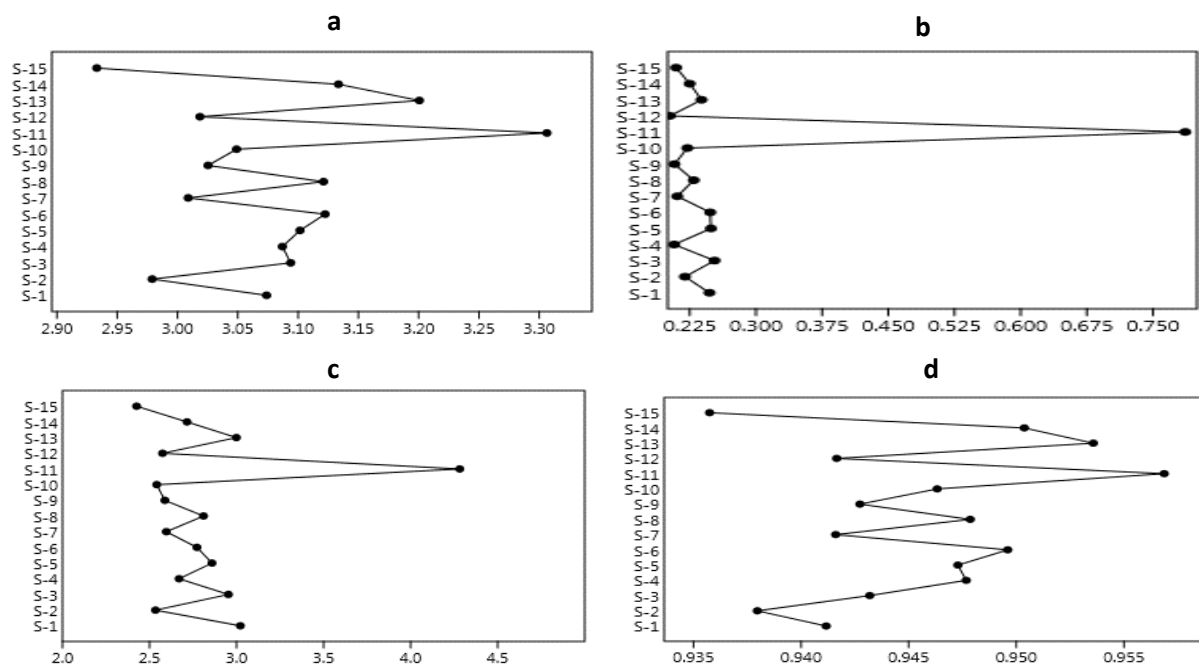 a
S-15
S-14
S-13
S-12
S-11
S-10
S-9
S-8
S-7
S-6
S-5
S-4
S-3
S-2
S-1
2.90 2.95 3.00 3.05 3.10 3.15 3.20 3.25 3.30
b
S-15
S-14
S-13
S-12
S-11
S-10
S-9
S-8
S-7
S-6
S-5
S-4
S-3
S-2
S-1
0.225 0.300 0.375 0.450 0.525 0.600 0.675 0.750
c
S-15
S-14
S-13
S-12
S-11
S-10
S-9
S-8
S-7
S-6
S-5
S-4
S-3
S-2
S-1
2.0 2.5 3.0 3.5 4.0 4.5
d
S-15
S-14
S-13
S-12
S-11
S-10
S-9
S-8
S-7
S-6
S-5
S-4
S-3
S-2
S-1
0.935 0.940 0.945 0.950 0.955